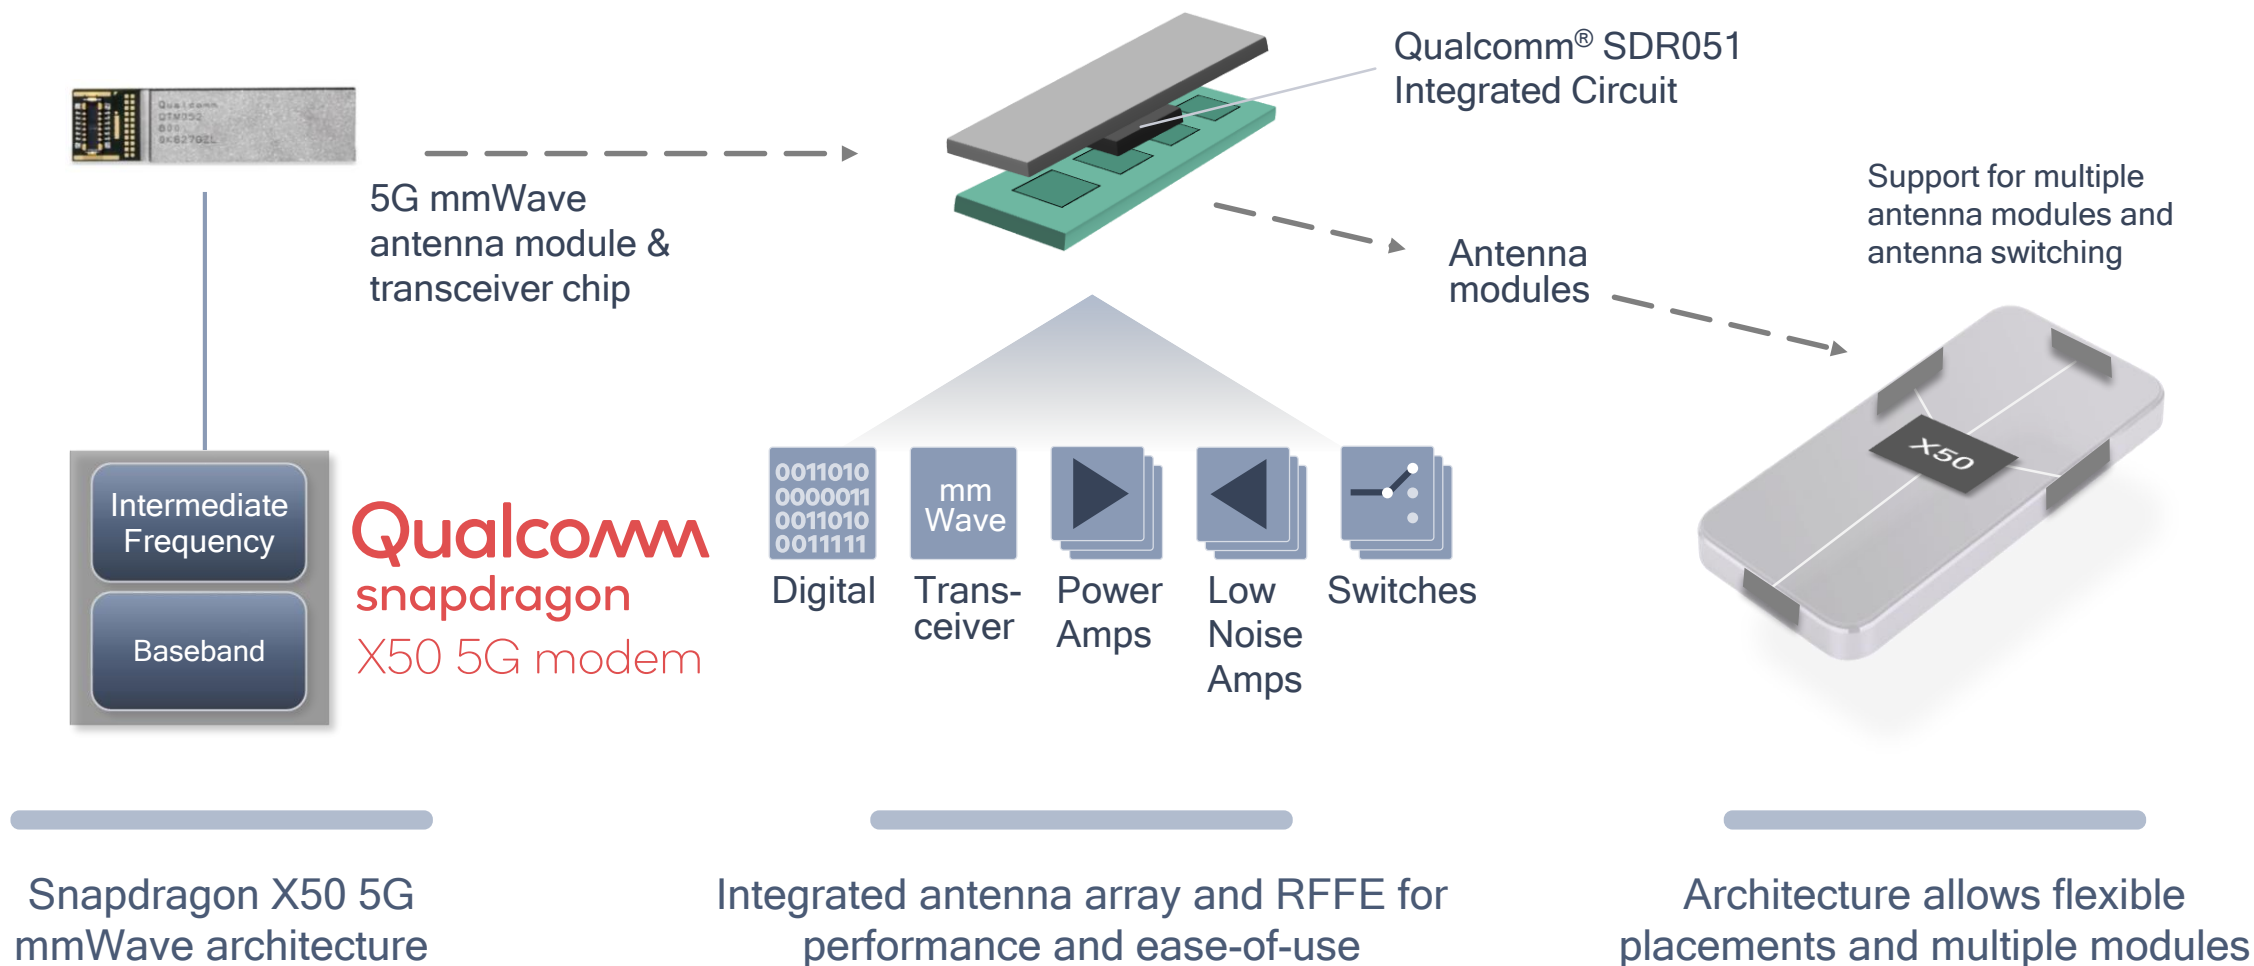 Qualcomm
QTM052
Qualcomm® SDR051
Integrated Circuit
5G mmWave
antenna module &
transceiver chip
Antenna
modules
Support for multiple
antenna modules and
antenna switching
X50
Intermediate
Frequency
Baseband
Qualcomm
snapdragon
X50 5G modem
0011010
0000011
0011010
0011111
Digital
mm
Wave
Trans-
ceiver
Power
Amps
Low
Noise
Amps
Switches
Snapdragon X50 5G
mmWave architecture
Integrated antenna array and RFFE for
performance and ease-of-use
Architecture allows flexible
placements and multiple modules